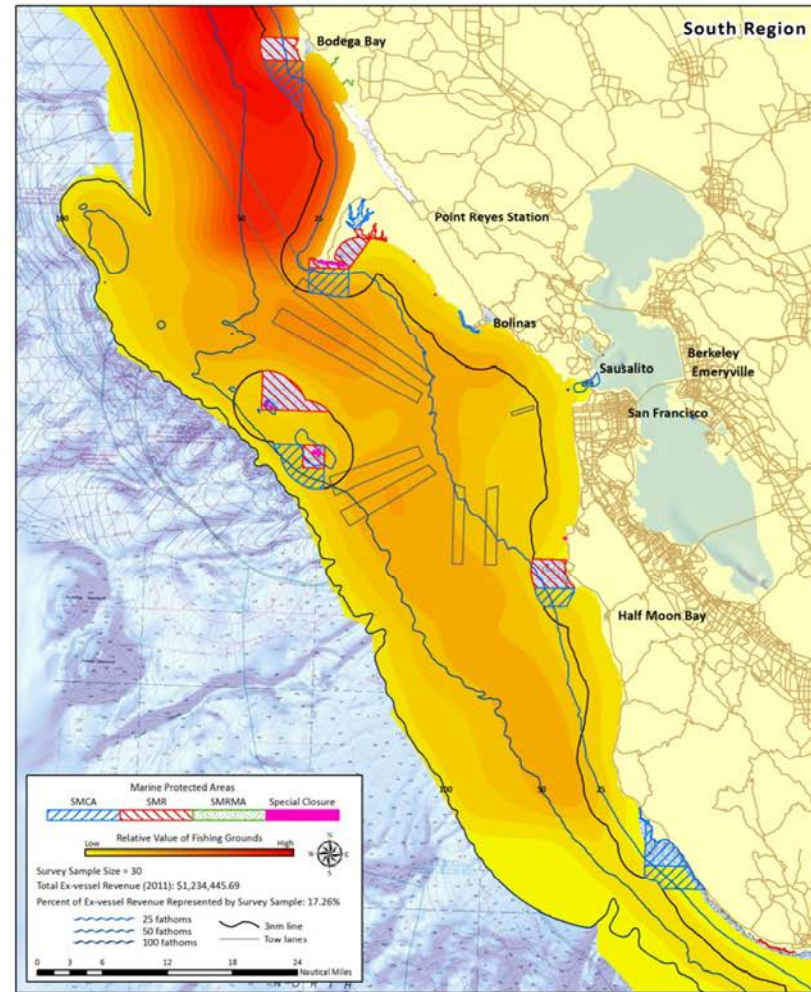 South Region
Bodega Bay
100
50
25
Point Reyes Station
Bolinas
Sausalito
Berkeley
Emeryville
San Francisco
Half Moon Bay
100
50
25
Marine Protected Areas
SMCA SMR SMRMA Special Closure
Relative Value of Fishing Grounds
Low High
N
W E
S
Survey Sample Size = 30
Total Ex-vessel Revenue (2011): $1,234,445.69
Percent of Ex-vessel Revenue Represented by Survey Sample: 17.26%
25 fathoms
50 fathoms
100 fathoms
3nm line
Tow lanes
0 3 6 12 18 24
Nautical Miles